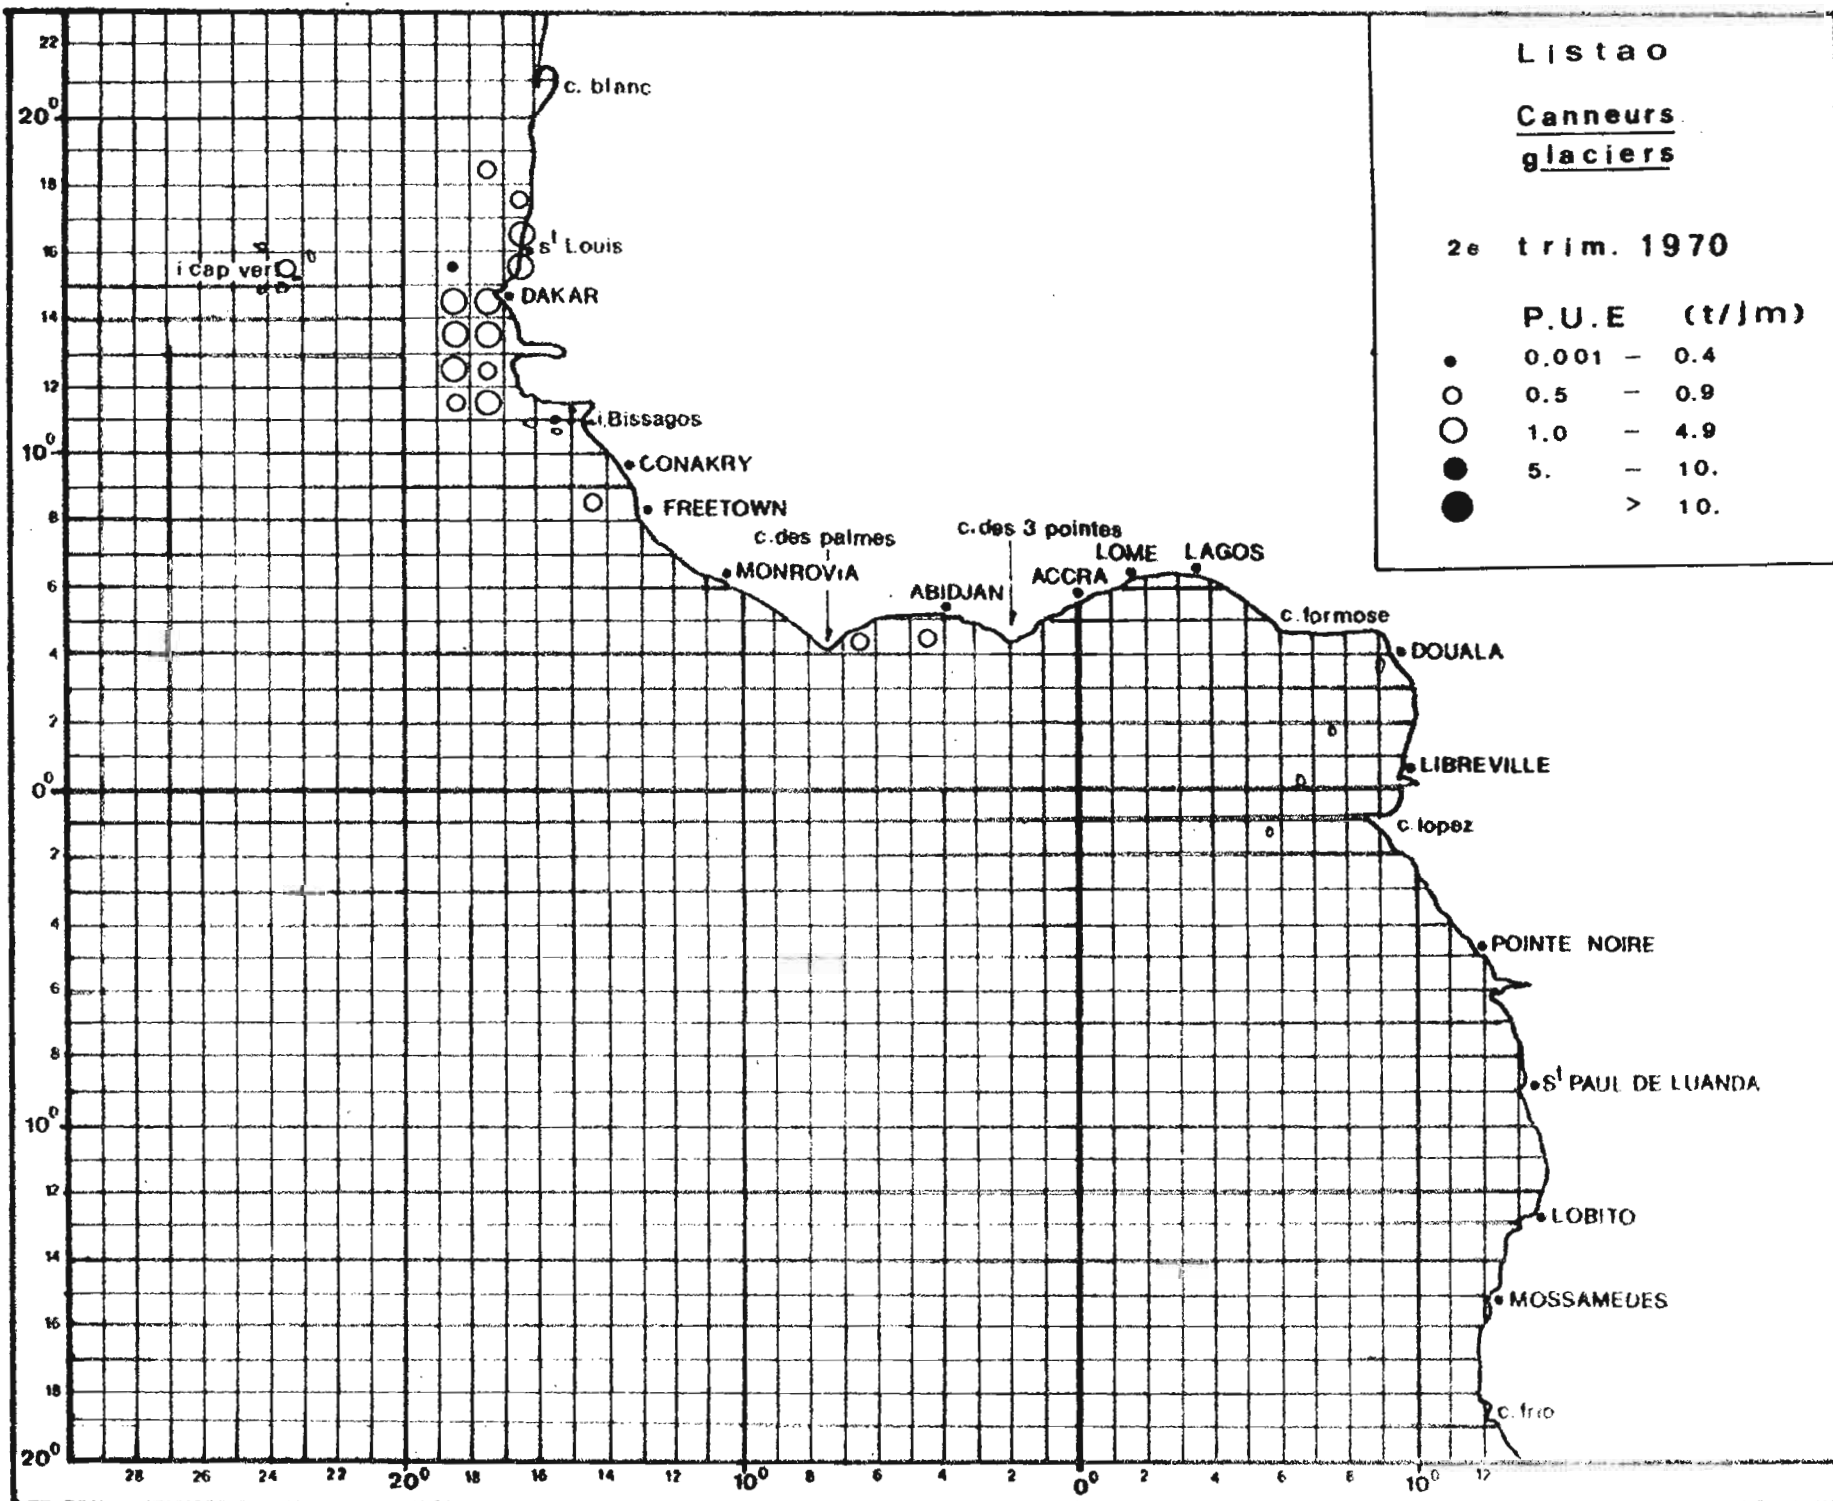 Listao
Canneurs
glaciers
2e trim. 1970
P.U.E (t/jm)
0.001 - 0.4
0.5 - 0.9
1.0 - 4.9
5. - 10.
> 10.
22
20°
18
16
14
12
10°
8
6
4
2
0°
2
4
6
8
10°
12
14
16
18
20°
28 26 24 22 20° 18 16 14 12 10° 8 6 4 2 0° 2 4 6 8 10° 12
c. blanc
st Louis
i cap vert
DAKAR
i.Bissagos
CONAKRY
FREETOWN
c.des palmes
c.des 3 pointes
MONROVIA
ABIDJAN
ACCRA
LOME
LAGOS
c.formose
DOUALA
LIBREVILLE
c.lopez
POINTE NOIRE
St PAUL DE LUANDA
LOBITO
MOSSAMEDES
c.frio